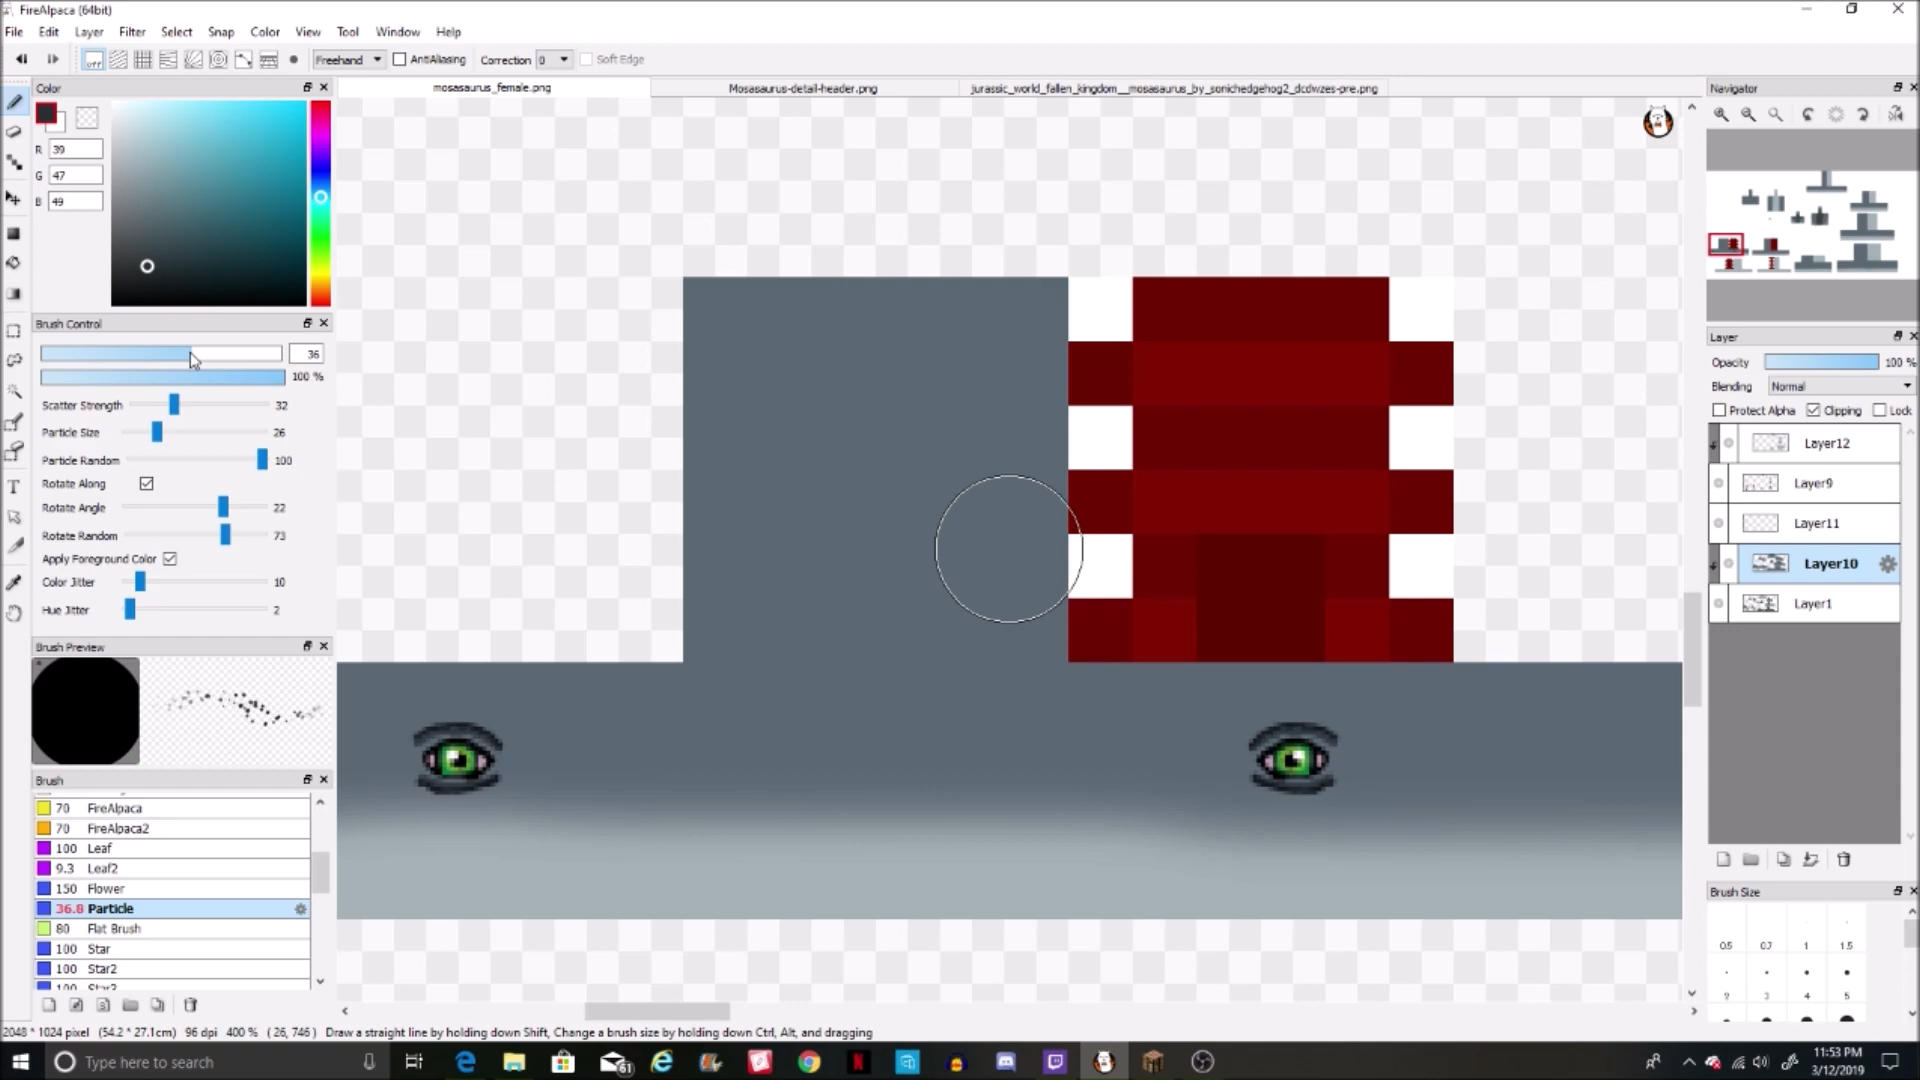 FireAlpaca (64bit)
File Edit Layer Filter Select Snap Color View Tool Window Help
off Freehand AntiAliasing Correction 0 Soft Edge
Color mosasaurus_female.png Mosasaurus-detail-header.png jurassic_world_fallen_kingdom__mosasaurus_by_sonichedgehog2_dcdwzes-pre.png Navigator
R 39
G 47
B 49
Brush Control
36
100 %
Scatter Strength 32
Particle Size 26
Particle Random 100
Rotate Along
Rotate Angle 22
Rotate Random 73
Apply Foreground Color
Color Jitter 10
Hue Jitter 2
Brush Preview
Brush
70 FireAlpaca
70 FireAlpaca2
100 Leaf
9.3 Leaf2
150 Flower
36.8 Particle
80 Flat Brush
100 Star
100 Star2
100 Star3
Layer
Opacity 100 %
Blending Normal
Protect Alpha Clipping Lock
Layer12
Layer9
Layer11
Layer10
Layer1
Brush Size
0.5 0.7 1 1.5
2 3 4 5
2048 * 1024 pixel (54.2 * 27.1cm) 96 dpi 400 % ( 26, 746 ) Draw a straight line by holding down Shift, Change a brush size by holding down Ctrl, Alt, and dragging
Type here to search 61 11:53 PM
3/12/2019